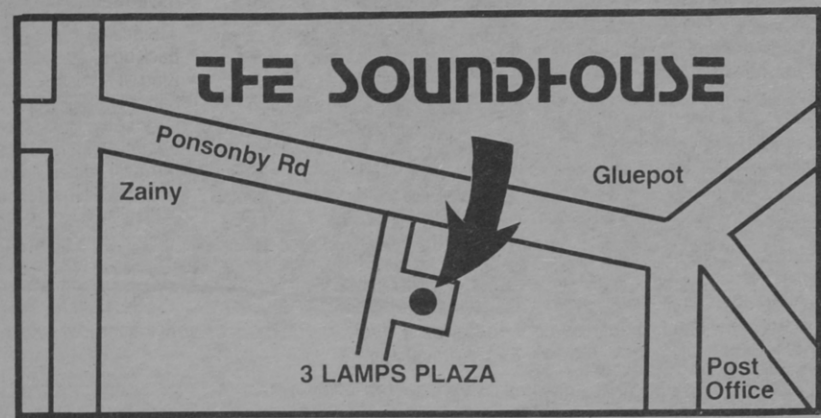 THE SOUNDHOUSE
Ponsonby Rd
Gluepot
Zainy
3 LAMPS PLAZA
Post
Office